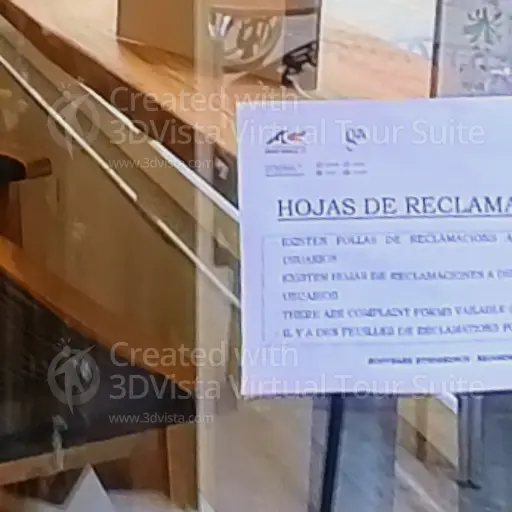 Created with
3DVista Virtual Tour Suite
www.3dvista.com
HOJAS DE RECLAMA
EXISTEN FOLLAS DE RECLAMACIONS A
USUARIOS
EXISTEN HOJAS DE RECLAMACIONES A DIS
USUARIOS
THERE ARE COMPLAINT FORMS VAILABLE
IL Y A DES FEUILLES DE RECLAMATIONS PO
Created with
3DVista Virtual Tour Suite
www.3dvista.com